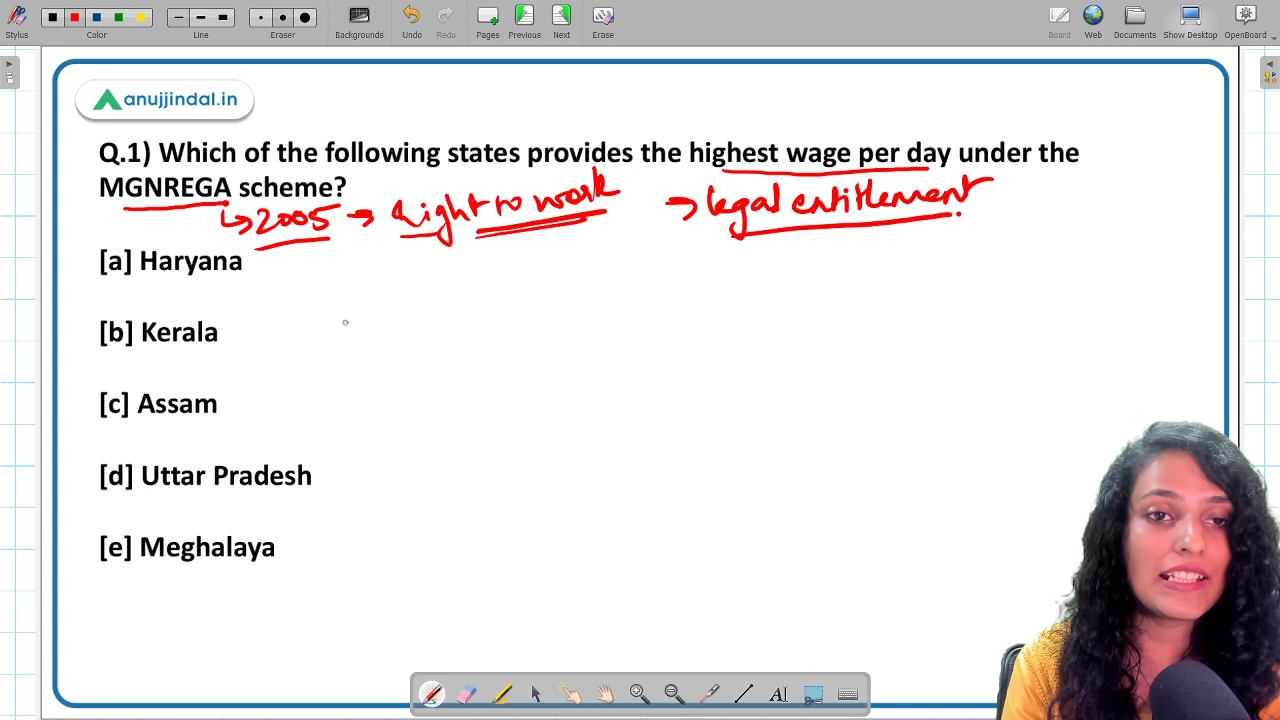 Stylus
Color
Line
Eraser
Backgrounds
Undo
Redo
Pages
Previous
Next
Erase
Board
Web
Documents
Show Desktop
OpenBoard
anujjindal.in
Q.1) Which of the following states provides the highest wage per day under the
MGNREGA scheme?
↳ 2005 → Right to work → legal entitlement
[a] Haryana
[b] Kerala
[c] Assam
[d] Uttar Pradesh
[e] Meghalaya
AI